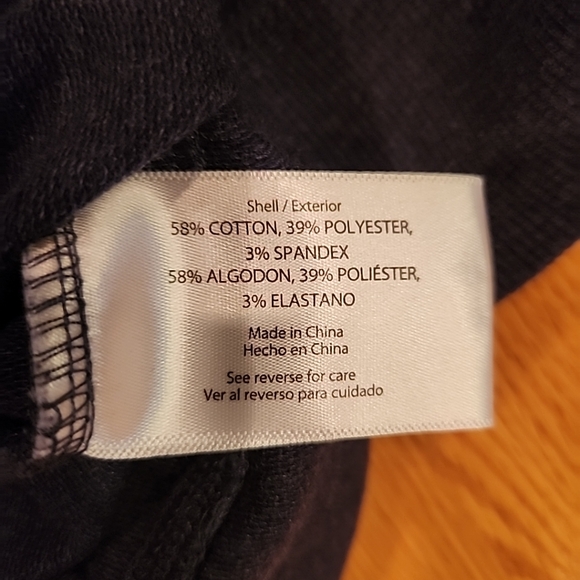 Shell / Exterior
58% COTTON, 39% POLYESTER,
3% SPANDEX
58% ALGODON, 39% POLIÉSTER,
3% ELASTANO
Made in China
Hecho en China
See reverse for care
Ver al reverso para cuidado